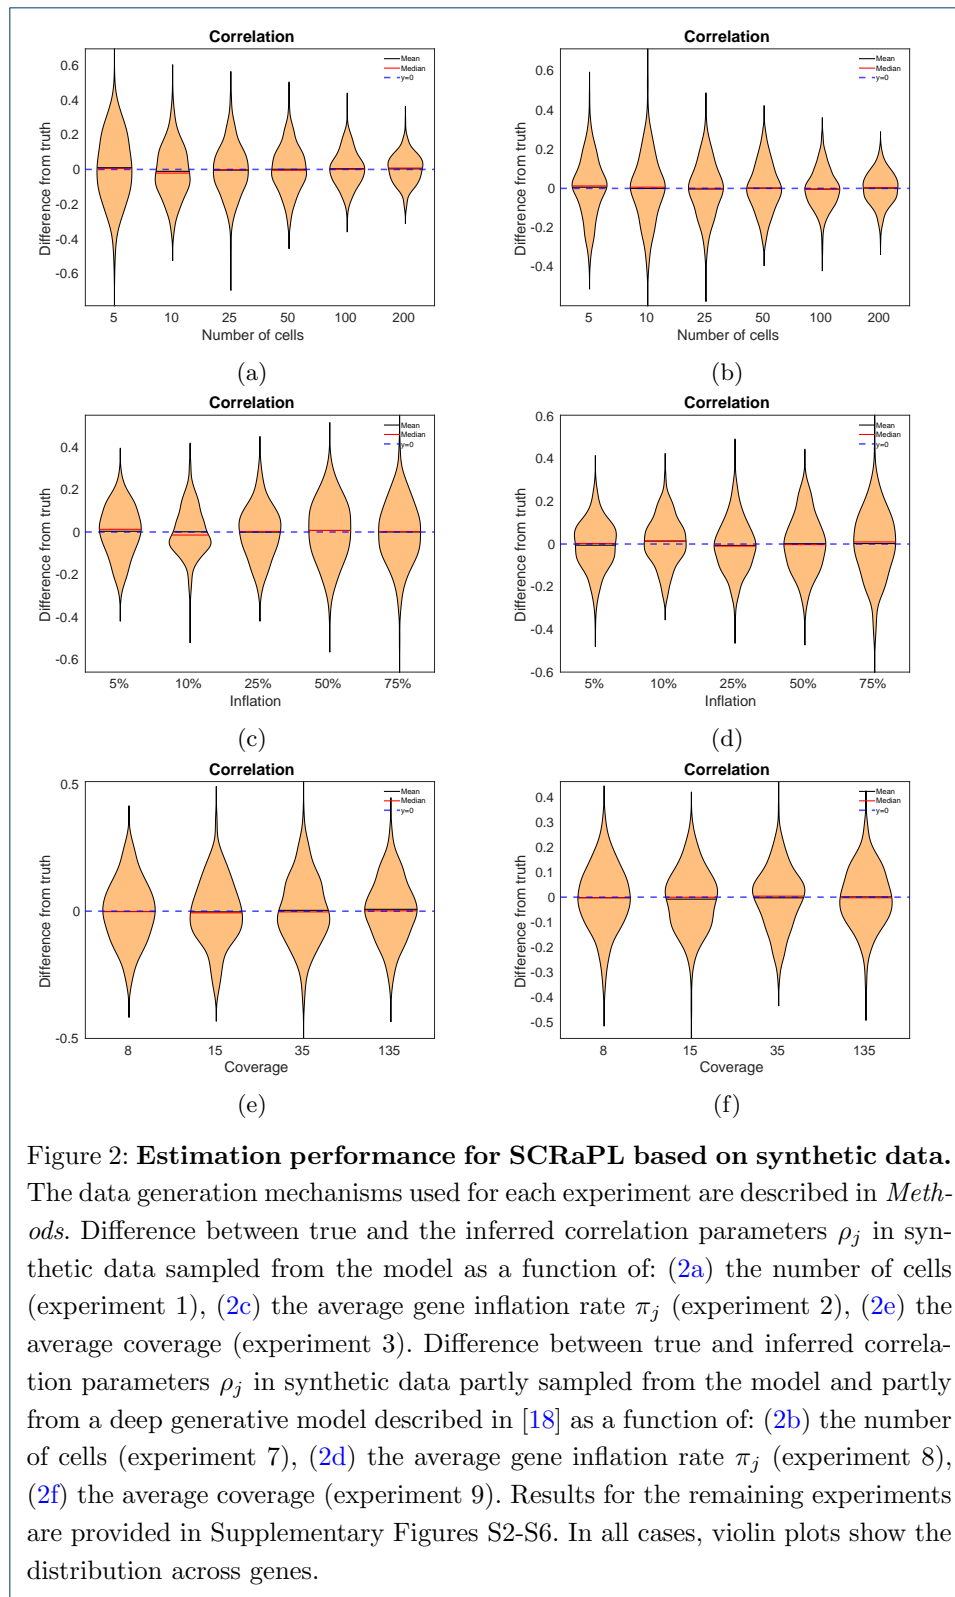 Correlation
Mean
Median
y=0
0.6
0.4
0.2
0
-0.2
-0.4
-0.6
Difference from truth
5 10 25 50 100 200
Number of cells
(a)
Correlation
Mean
Median
y=0
0.6
0.4
0.2
0
-0.2
-0.4
Difference from truth
5 10 25 50 100 200
Number of cells
(b)
Correlation
Mean
Median
y=0
0.4
0.2
0
-0.2
-0.4
-0.6
Difference from truth
5% 10% 25% 50% 75%
Inflation
(c)
Correlation
Mean
Median
y=0
0.6
0.4
0.2
0
-0.2
-0.4
-0.6
Difference from truth
5% 10% 25% 50% 75%
Inflation
(d)
Correlation
Mean
Median
y=0
0.5
0
-0.5
Difference from truth
8 15 35 135
Coverage
(e)
Correlation
Mean
Median
y=0
0.4
0.3
0.2
0.1
0
-0.1
-0.2
-0.3
-0.4
-0.5
Difference from truth
8 15 35 135
Coverage
(f)
Figure 2: Estimation performance for SCRaPL based on synthetic data.
The data generation mechanisms used for each experiment are described in Meth-
ods. Difference between true and the inferred correlation parameters ρj in syn-
thetic data sampled from the model as a function of: (2a) the number of cells
(experiment 1), (2c) the average gene inflation rate πj (experiment 2), (2e) the
average coverage (experiment 3). Difference between true and inferred correla-
tion parameters ρj in synthetic data partly sampled from the model and partly
from a deep generative model described in [18] as a function of: (2b) the number
of cells (experiment 7), (2d) the average gene inflation rate πj (experiment 8),
(2f) the average coverage (experiment 9). Results for the remaining experiments
are provided in Supplementary Figures S2-S6. In all cases, violin plots show the
distribution across genes.